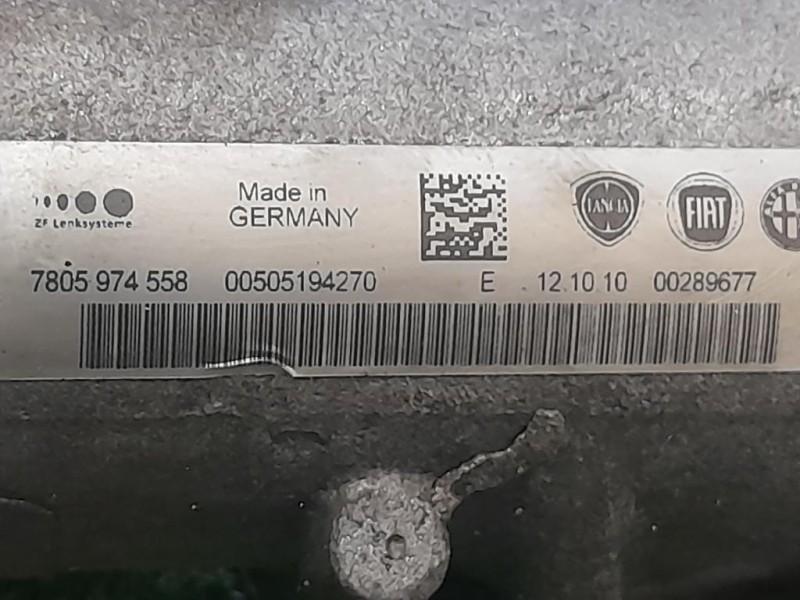 ZF Lenksysteme
Made in
GERMANY
LANCIA
FIAT
7805 974 558 00505194270 E 12.10 10 00289677